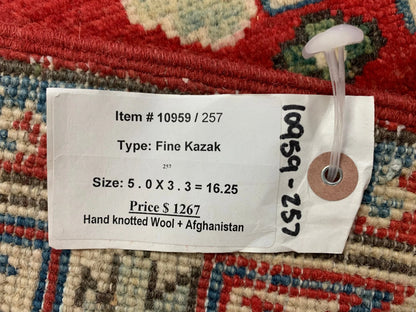 Item # 10959 / 257
Type: Fine Kazak
257
Size: 5 . 0 X 3 . 3 = 16.25
Price $ 1267
Hand knotted Wool + Afghanistan
10959-257